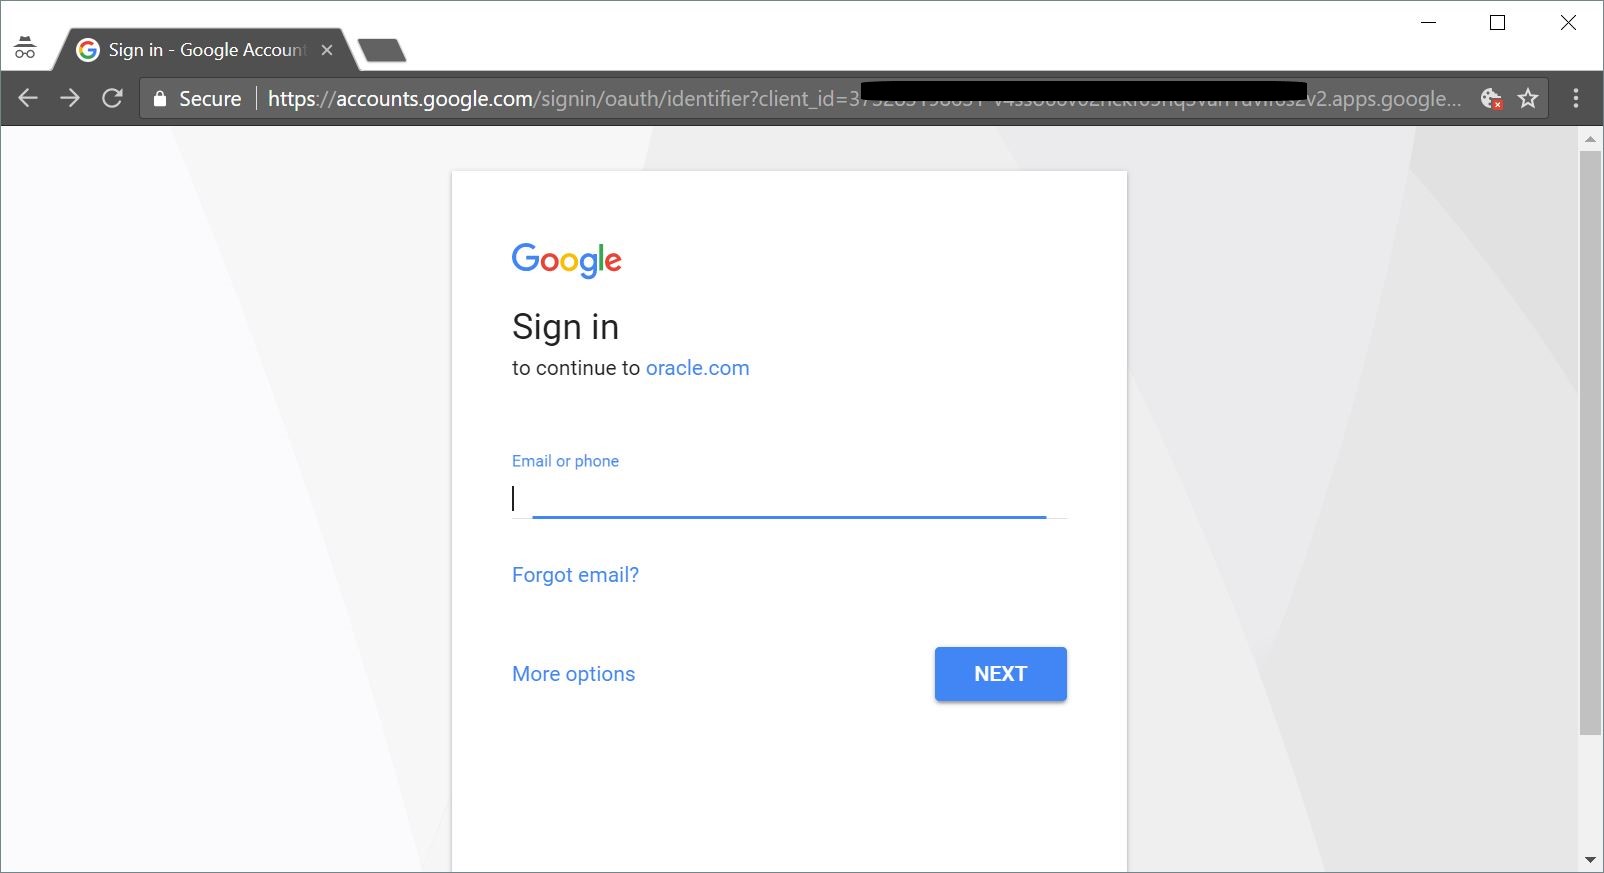 Sign in - Google Accoun
Secure
https://accounts.google.com/signin/oauth/identifier?client_id=3 v2.apps.google...
Google
Sign in
to continue to oracle.com
Email or phone
Forgot email?
More options
NEXT